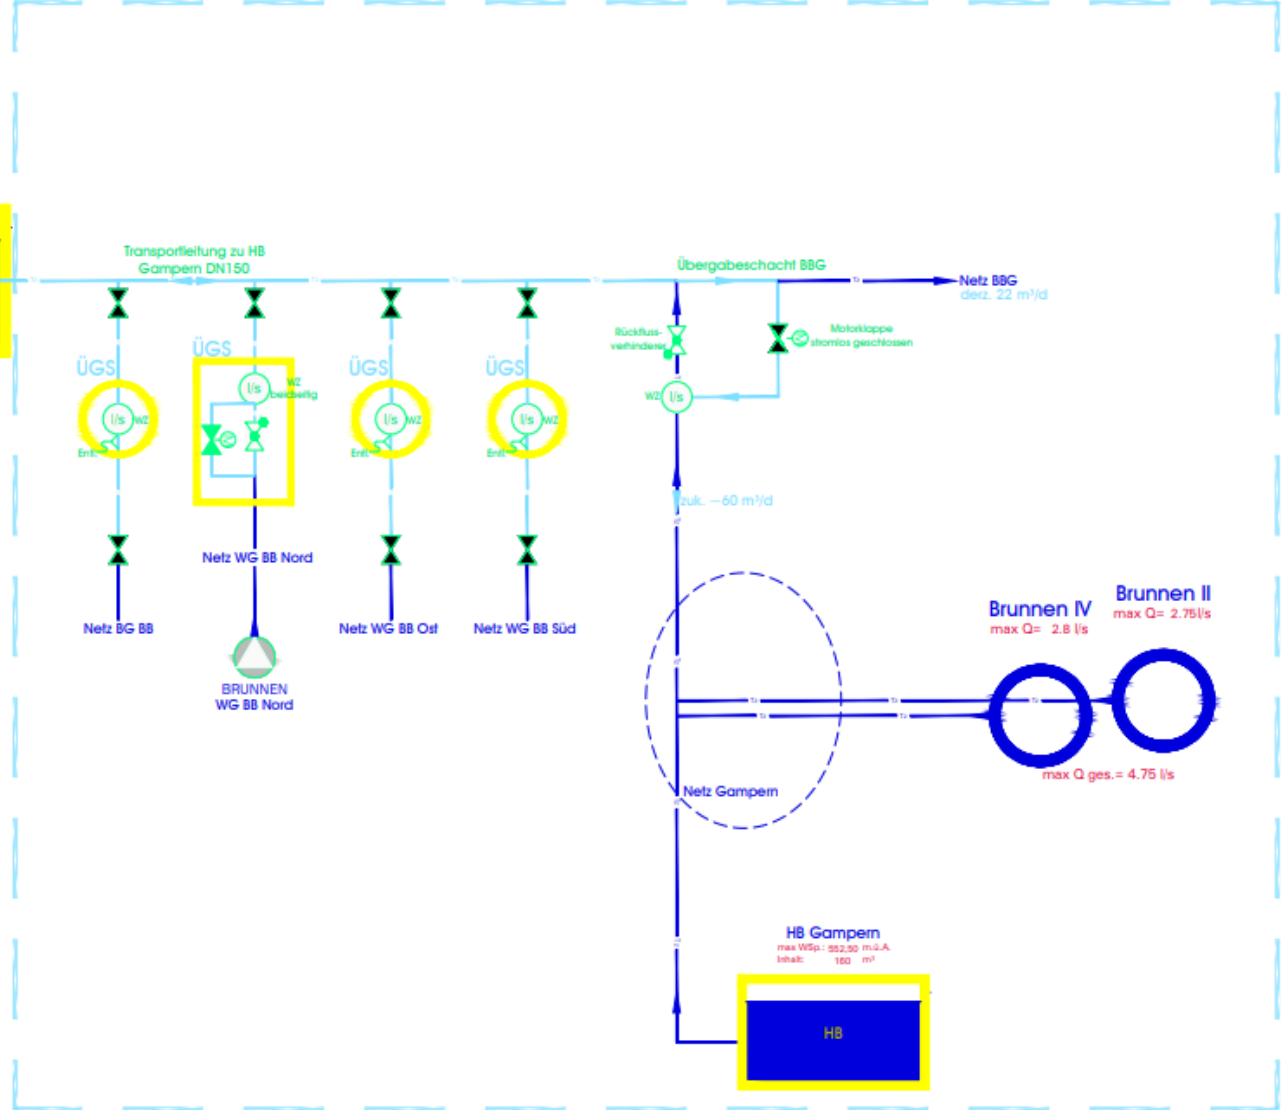 Transportleitung zu HB
Gampern DN150
Übergabeschacht BBG
Netz BBG
derz. 22 m³/d
Rückfluss-
verhinderer
Motorklappe
stromlos geschlossen
M
ÜGS
ÜGS
ÜGS
ÜGS
l/s
WZ
beidseitig
WZ
l/s
l/s
WZ
l/s
WZ
l/s
WZ
M
Entl.
Entl.
Entl.
zuk. ~60 m³/d
Netz WG BB Nord
Netz BG BB
Netz WG BB Ost
Netz WG BB Süd
BRUNNEN
WG BB Nord
Brunnen II
max Q= 2.75l/s
Brunnen IV
max Q= 2.8 l/s
max Q ges.= 4.75 l/s
Netz Gampern
HB Gampern
max WSp.: 552,50 m.ü.A.
Inhalt: 160 m³
HB